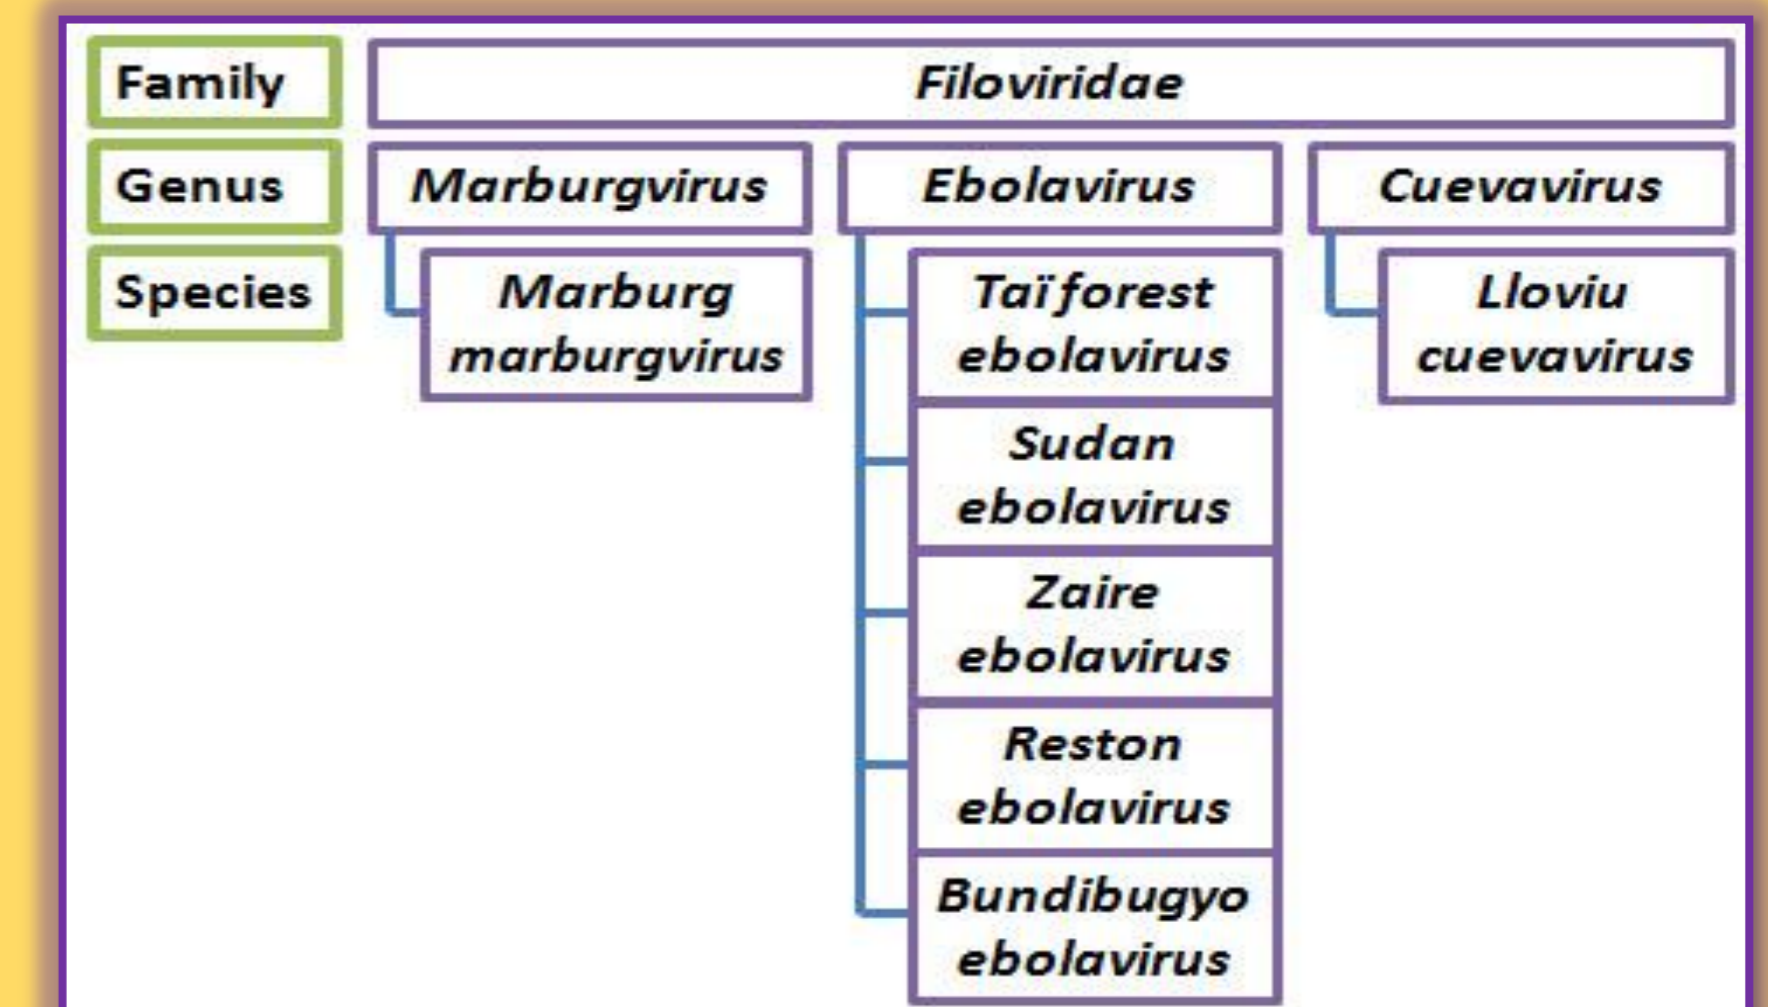 Family
Filoviridae
Genus
Marburgvirus
Ebolavirus
Cuevavirus
Species
Marburg
marburgvirus
Taï forest
ebolavirus
Lloviu
cuevavirus
Sudan
ebolavirus
Zaire
ebolavirus
Reston
ebolavirus
Bundibugyo
ebolavirus